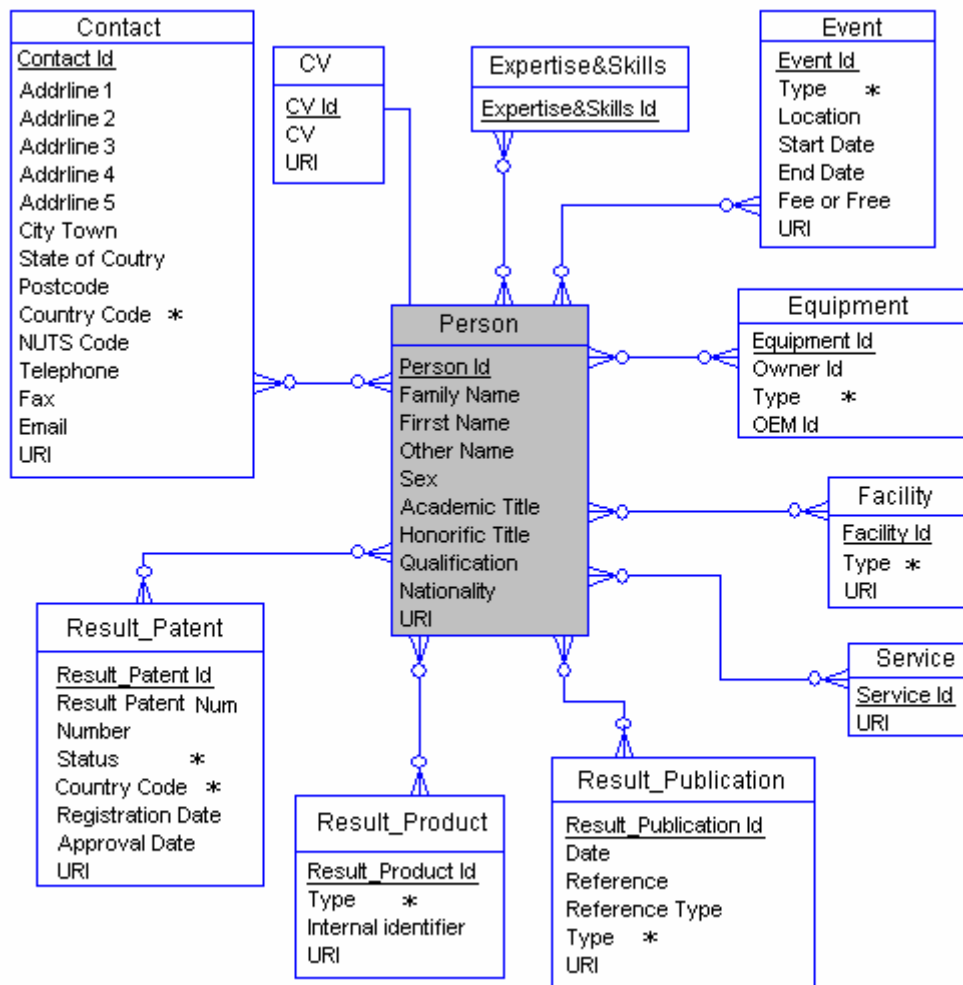 Contact
Contact Id
Addrline 1
Addrline 2
Addrline 3
Addrline 4
Addrline 5
City Town
State of Coutry
Postcode
Country Code *
NUTS Code
Telephone
Fax
Email
URI
CV
CV Id
CV
URI
Expertise&Skills
Expertise&Skills Id
Event
Event Id
Type *
Location
Start Date
End Date
Fee or Free
URI
Person
Person Id
Family Name
Firrst Name
Other Name
Sex
Academic Title
Honorific Title
Qualification
Nationality
URI
Equipment
Equipment Id
Owner Id
Type *
OEM Id
Facility
Facility Id
Type *
URI
Service
Service Id
URI
Result_Patent
Result_Patent Id
Result Patent Num
Number
Status *
Country Code *
Registration Date
Approval Date
URI
Result_Product
Result_Product Id
Type *
Internal identifier
URI
Result_Publication
Result_Publication Id
Date
Reference
Reference Type
Type *
URI